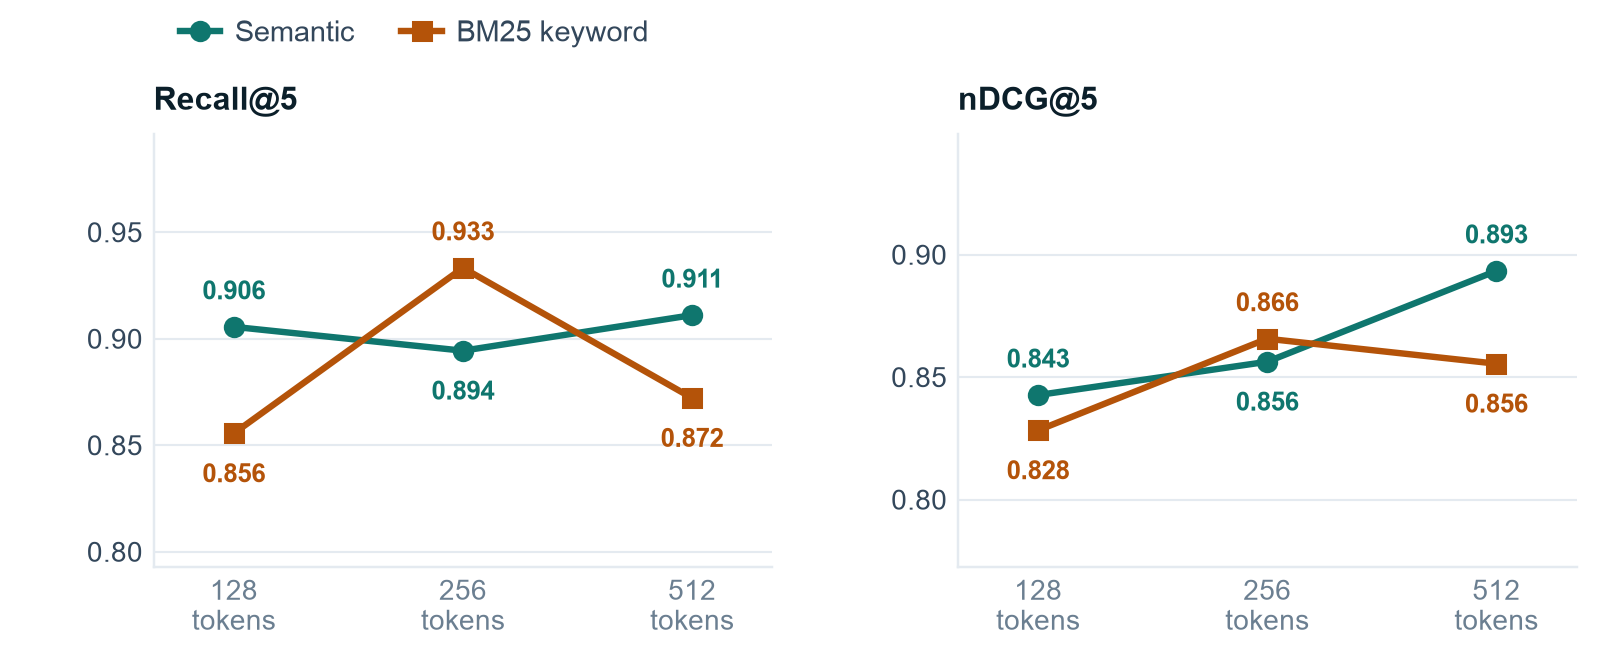 Semantic BM25 keyword
Recall@5
0.95
0.90
0.85
0.80
0.906
0.933
0.911
0.894
0.856
0.872
128 tokens
256 tokens
512 tokens
nDCG@5
0.90
0.85
0.80
0.893
0.866
0.843
0.856
0.856
0.828
128 tokens
256 tokens
512 tokens